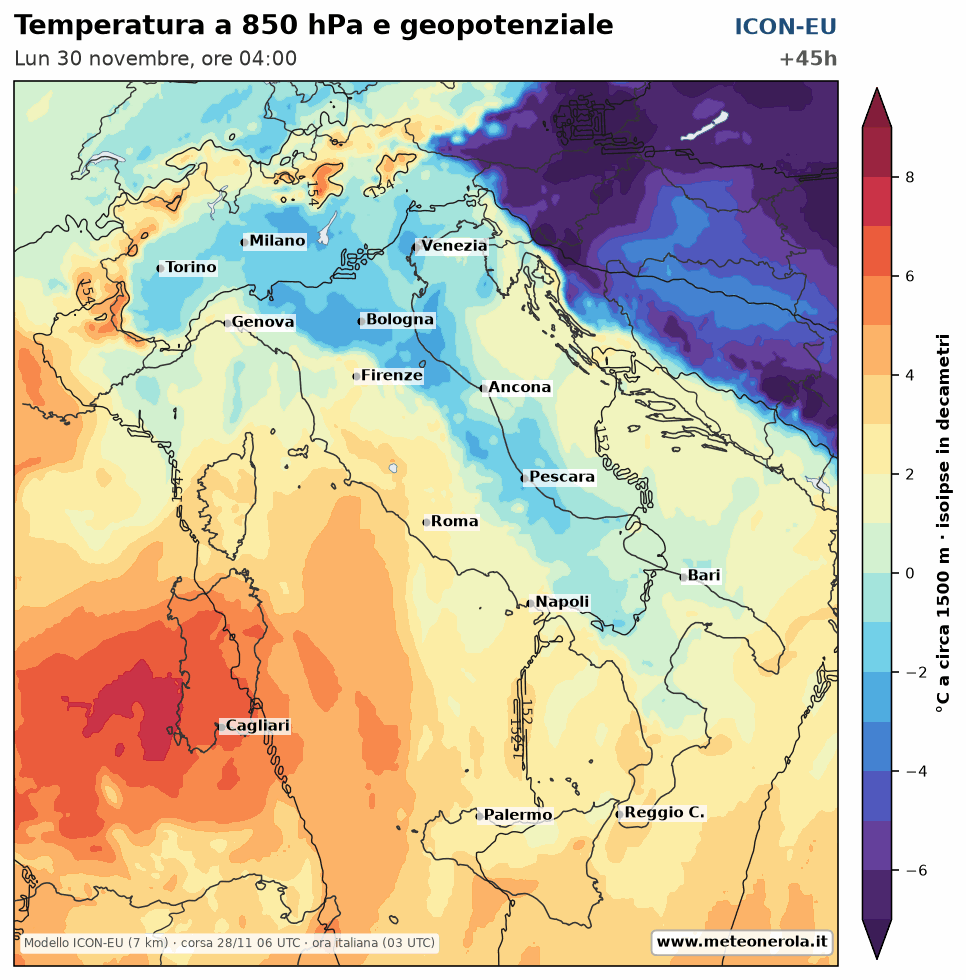 Temperatura a 850 hPa e geopotenziale
ICON-EU
Lun 30 novembre, ore 04:00
+45h
154
Milano
Venezia
Torino
154
Genova
Bologna
Firenze
Ancona
152
Pescara
154
Roma
Bari
Napoli
152
Cagliari
Palermo
Reggio C.
8
6
4
2
0
−2
−4
−6
°C a circa 1500 m · isoipse in decametri
Modello ICON-EU (7 km) · corsa 28/11 06 UTC · ora italiana (03 UTC)
www.meteonerola.it